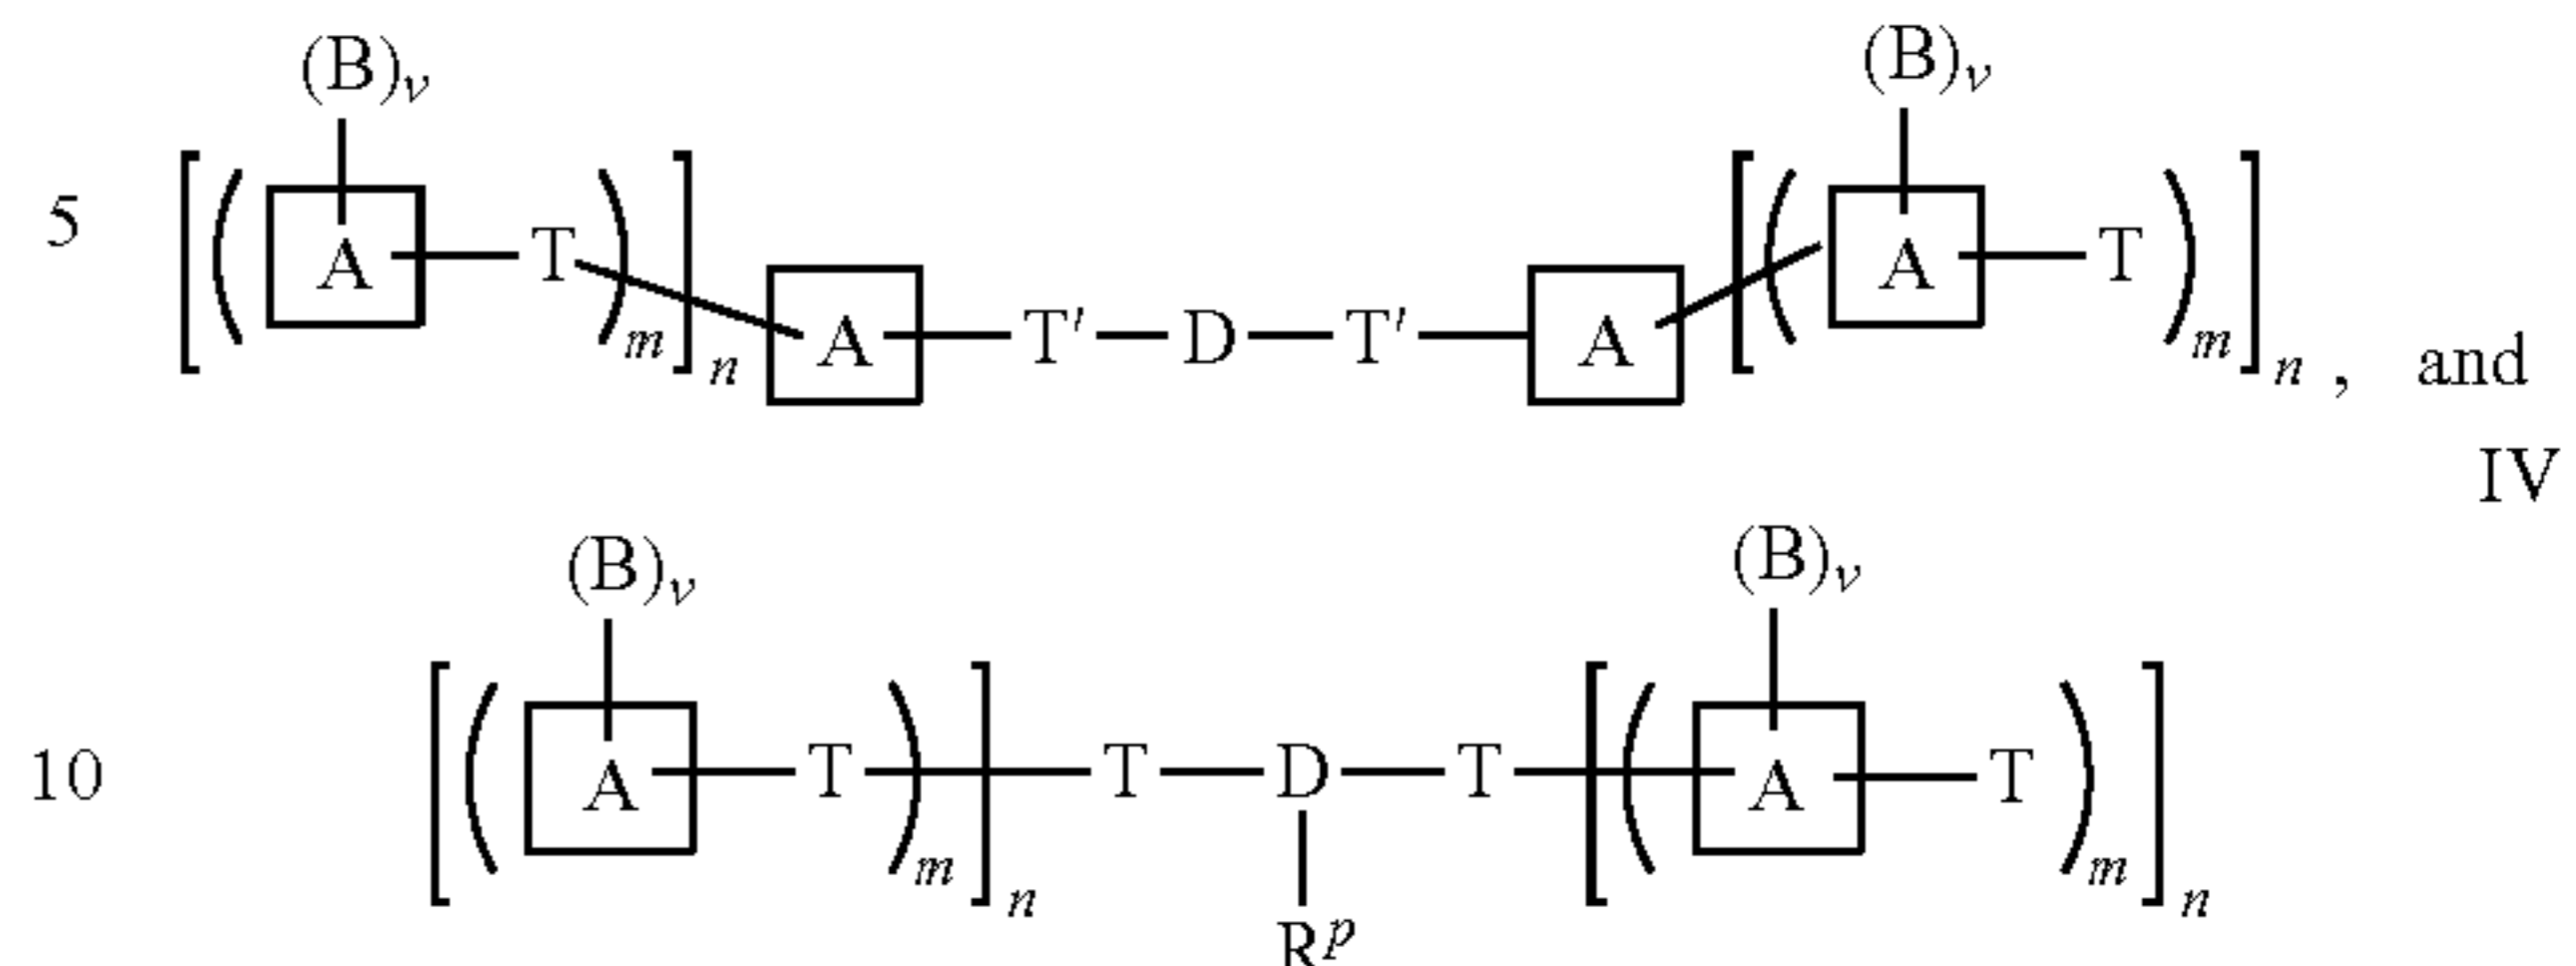 (B)v (B)v
5 [(A—T)m]n A—T′—D—T′—A [(A—T)m]n , and
IV
(B)v (B)v
10 [(A—T)m]n—T—D—T—[(A—T)m]n
Rp